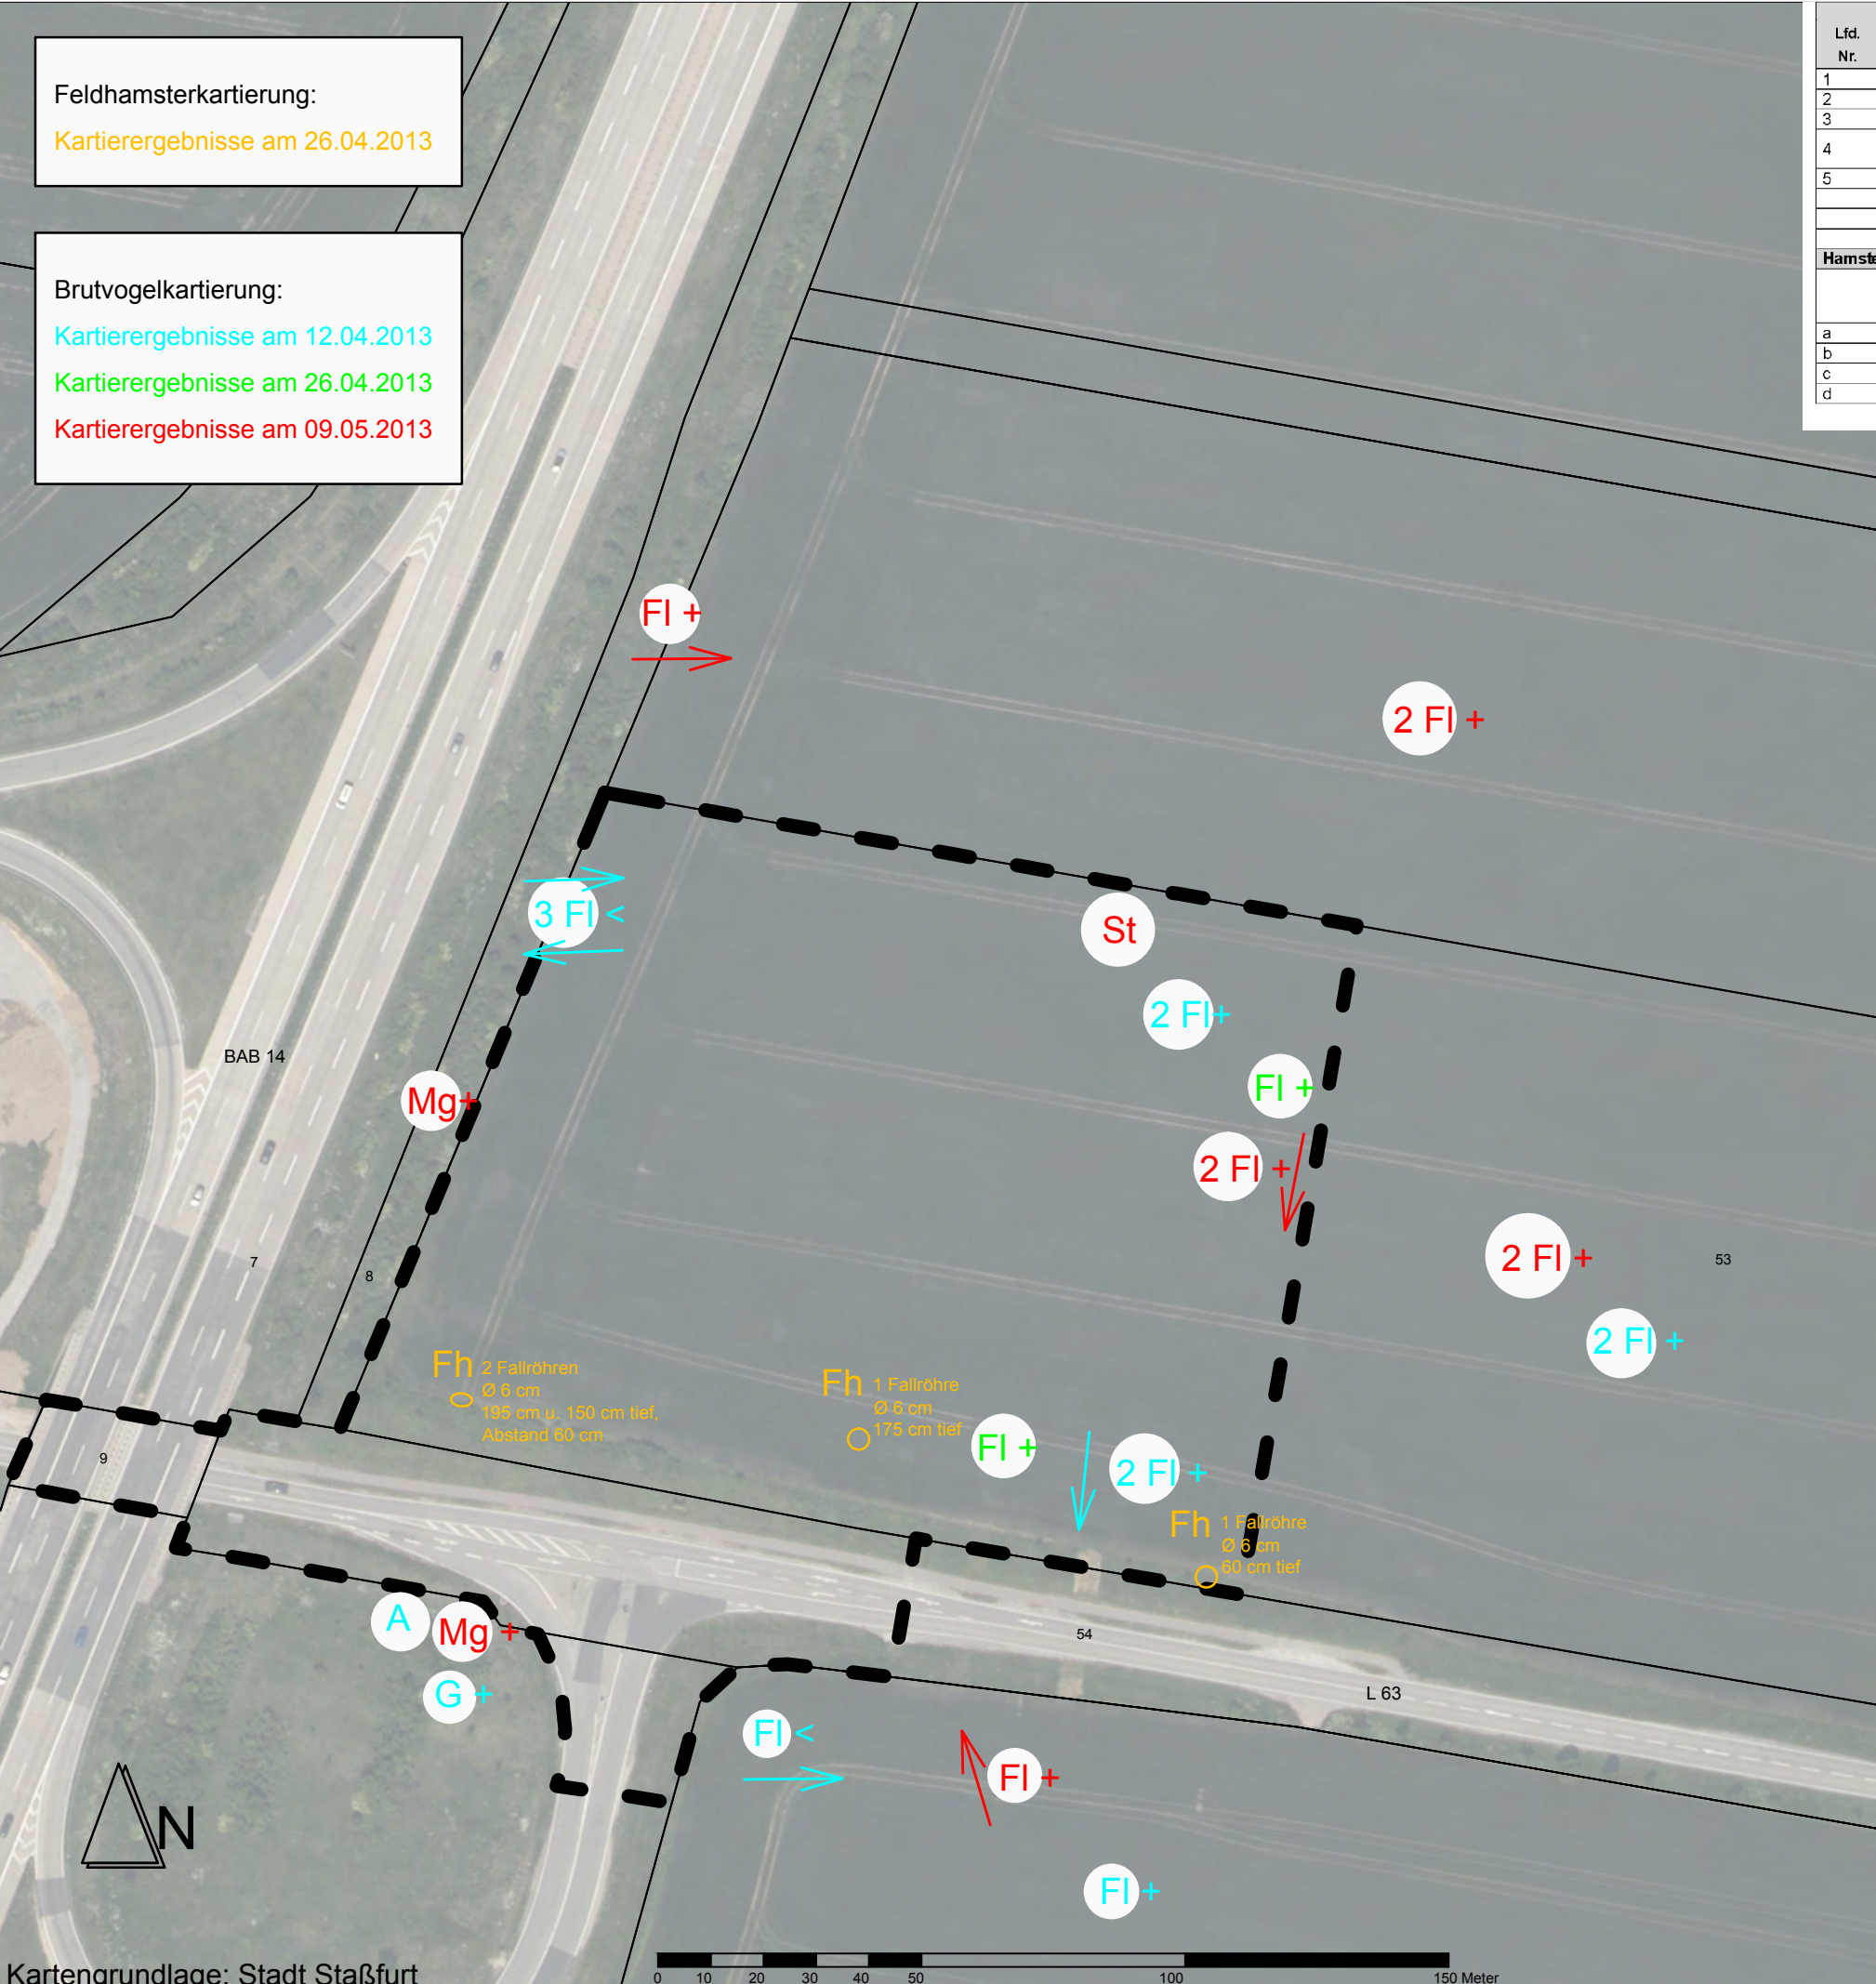 Feldhamsterkartierung:
Kartierergebnisse am 26.04.2013
Brutvogelkartierung:
Kartierergebnisse am 12.04.2013
Kartierergebnisse am 26.04.2013
Kartierergebnisse am 09.05.2013
Lfd.
Nr.
1
2
3
4
5
a
b
c
d
Fl +
2 Fl +
3 Fl <
St
2 Fl+
BAB 14
Mg+
Fl +
2 Fl +
7
8
2 Fl +
53
2 Fl +
Fh 2 Fallröhren
Ø 6 cm
195 cm u. 150 cm tief,
Abstand 60 cm
Fh 1 Fallröhre
Ø 6 cm
175 cm tief
9
Fl +
2 Fl +
Fh 1 Fallröhre
Ø 6 cm
60 cm tief
A
Mg +
54
G +
L 63
Fl <
Fl +
N
Fl +
Kartengrundlage: Stadt Staßfurt
0 10 20 30 40 50 100 150 Meter